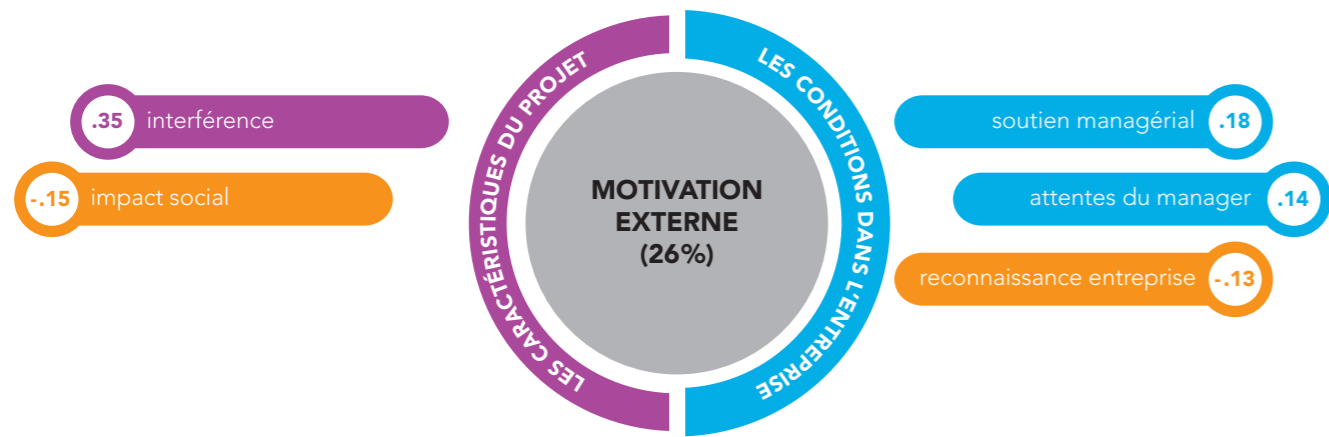 LES CARACTÉRISTIQUES DU PROJET
LES CONDITIONS DANS L'ENTREPRISE
.35 interférence
-.15 impact social
MOTIVATION
EXTERNE
(26%)
soutien managérial .18
attentes du manager .14
reconnaissance entreprise -.13